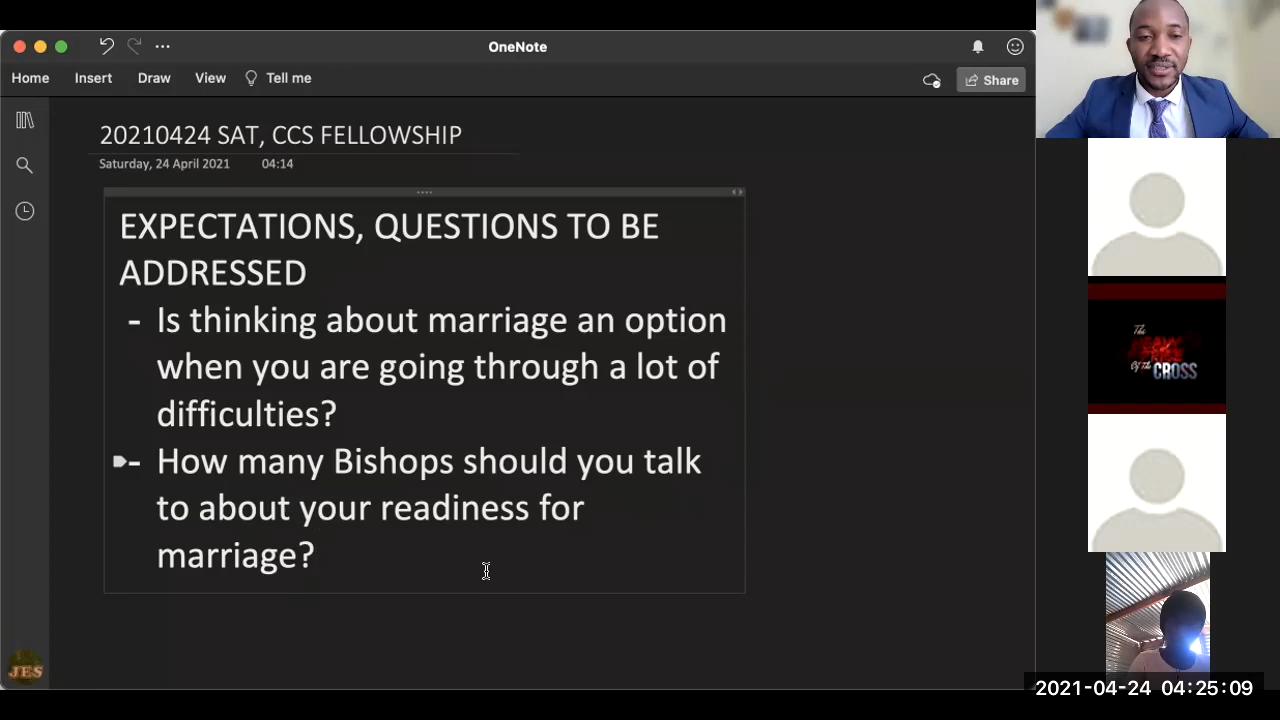 OneNote
Home Insert Draw View Tell me Share
20210424 SAT, CCS FELLOWSHIP
Saturday, 24 April 2021 04:14
EXPECTATIONS, QUESTIONS TO BE
ADDRESSED
- Is thinking about marriage an option
when you are going through a lot of
difficulties?
- How many Bishops should you talk
to about your readiness for
marriage?
The
Of The CROSS
JES
2021-04-24 04:25:09